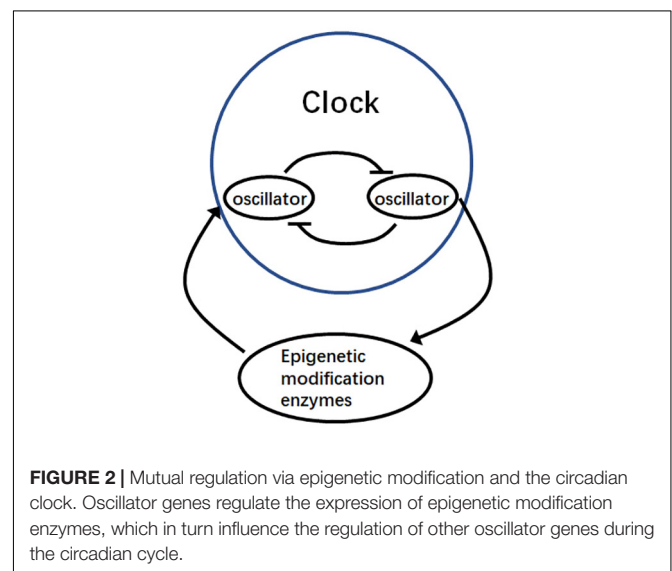 Clock
oscillator
oscillator
Epigenetic
modification
enzymes
FIGURE 2 | Mutual regulation via epigenetic modification and the circadian
clock. Oscillator genes regulate the expression of epigenetic modification
enzymes, which in turn influence the regulation of other oscillator genes during
the circadian cycle.